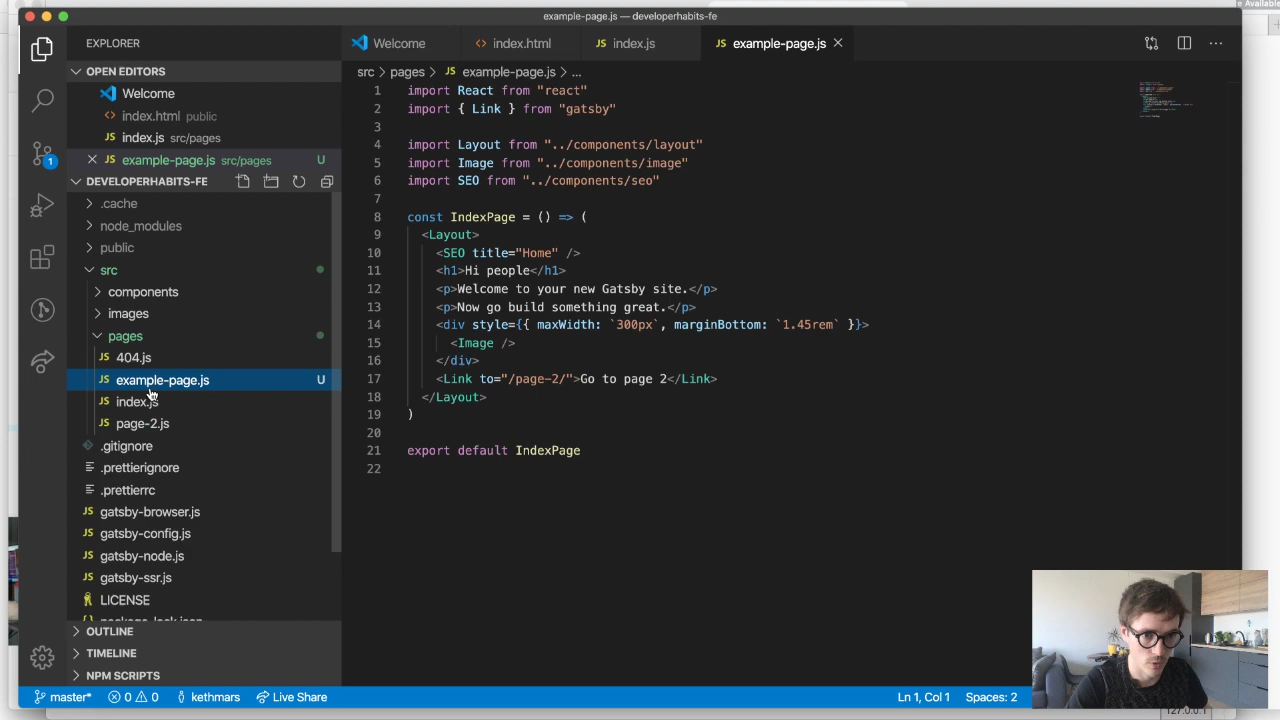 example-page.js — developerhabits-fe
EXPLORER
Welcome
index.html
index.js
example-page.js
OPEN EDITORS
Welcome
index.html public
index.js src/pages
example-page.js src/pages U
DEVELOPERHABITS-FE
.cache
node_modules
public
src
components
images
pages
404.js
example-page.js U
index.js
page-2.js
.gitignore
.prettierignore
.prettierrc
gatsby-browser.js
gatsby-config.js
gatsby-node.js
gatsby-ssr.js
LICENSE
OUTLINE
TIMELINE
NPM SCRIPTS
src > pages > JS example-page.js > ...
1 import React from "react"
2 import { Link } from "gatsby"
3
4 import Layout from "../components/layout"
5 import Image from "../components/image"
6 import SEO from "../components/seo"
7
8 const IndexPage = () => (
9 <Layout>
10 <SEO title="Home" />
11 <h1>Hi people</h1>
12 <p>Welcome to your new Gatsby site.</p>
13 <p>Now go build something great.</p>
14 <div style={{ maxWidth: `300px`, marginBottom: `1.45rem` }}>
15 <Image />
16 </div>
17 <Link to="/page-2/">Go to page 2</Link>
18 </Layout>
19 )
20
21 export default IndexPage
22
master* 0 0 kethmars Live Share
Ln 1, Col 1 Spaces: 2